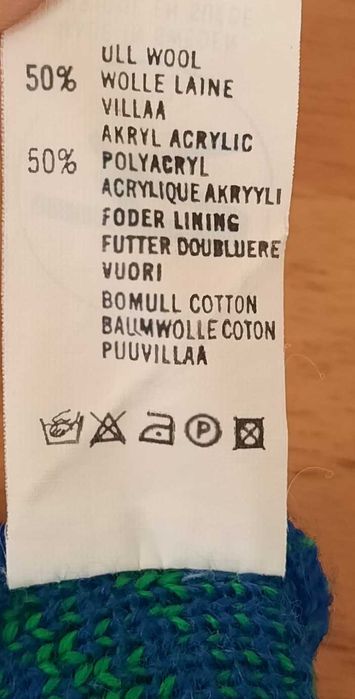 ULL WOOL
50% WOLLE LAINE
VILLAA
AKRYL ACRYLIC
50% POLYACRYL
ACRYLIQUE AKRYYLI
FODER LINING
FUTTER DOUBLUERE
VUORI
BOMULL COTTON
BAUMWOLLE COTON
PUUVILLAA
P